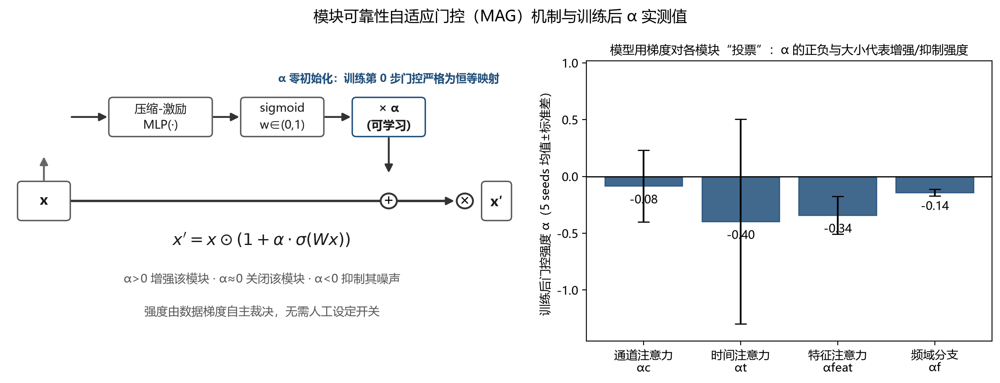 模块可靠性自适应门控（MAG）机制与训练后 α 实测值
α 零初始化：训练第 0 步门控严格为恒等映射
压缩-激励
MLP(·)
sigmoid
w∈(0,1)
× α
(可学习)
x
+
×
x′
x′ = x ⊙ (1 + α · σ(Wx))
α>0 增强该模块 · α≈0 关闭该模块 · α<0 抑制其噪声
强度由数据梯度自主裁决，无需人工设定开关
模型用梯度对各模块“投票”：α 的正负与大小代表增强/抑制强度
训练后门控强度 α（5 seeds 均值±标准差）
1.0
0.5
0.0
-0.5
-1.0
-0.08
-0.40
-0.34
-0.14
通道注意力
αc
时间注意力
αt
特征注意力
αfeat
频域分支
αf